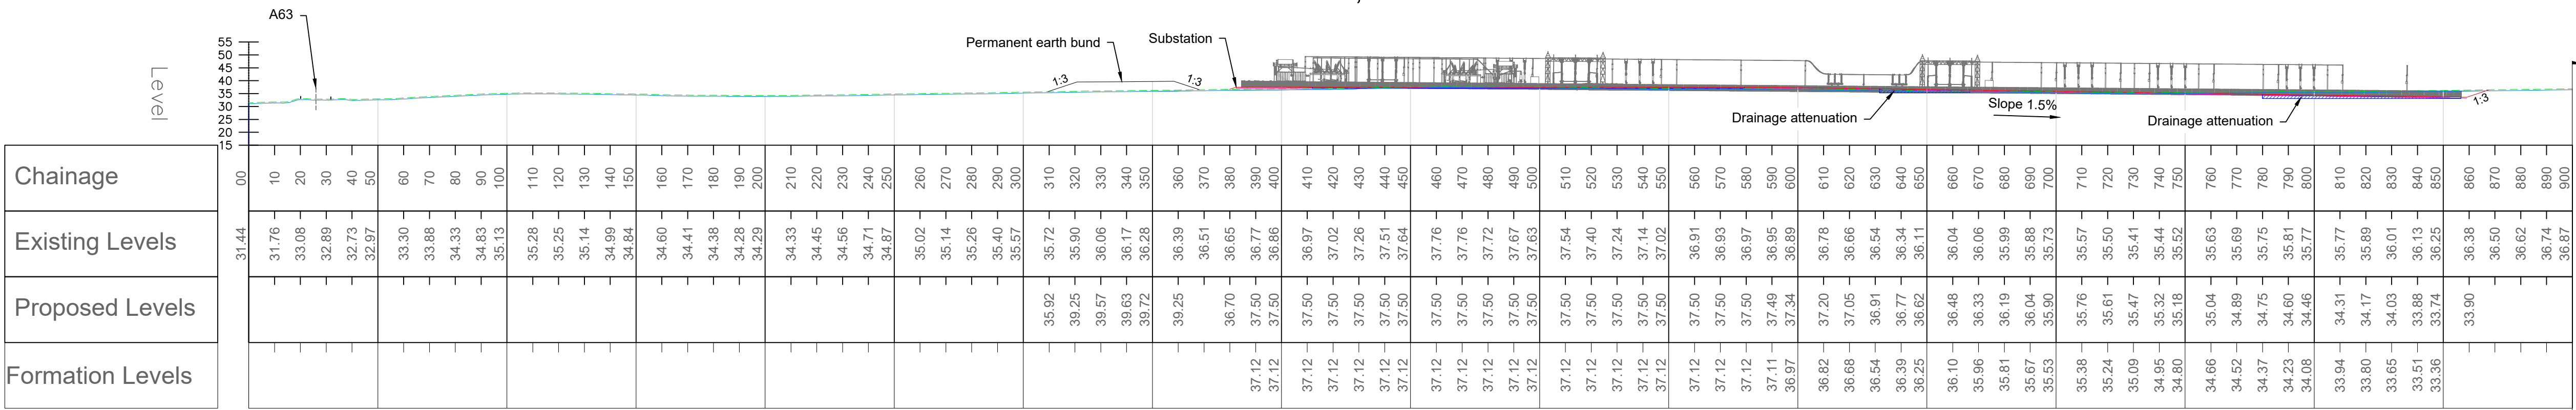 A63
Permanent earth bund
Substation
1:3
1:3
Level
55
50
45
40
35
30
25
20
15
Drainage attenuation
Slope 1.5%
Drainage attenuation
1:3
Chainage 00 10 20 30 40 50 60 70 80 90 100 110 120 130 140 150 160 170 180 190 200 210 220 230 240 250 260 270 280 290 300 310 320 330 340 350 360 370 380 390 400 410 420 430 440 450 460 470 480 490 500 510 520 530 540 550 560 570 580 590 600 610 620 630 640 650 660 670 680 690 700 710 720 730 740 750 760 770 780 790 800 810 820 830 840 850 860 870 880 890 900
Existing Levels 31.44 31.76 33.08 32.89 32.73 32.97 33.30 33.88 34.33 34.83 35.13 35.28 35.25 35.14 34.99 34.84 34.60 34.41 34.38 34.28 34.29 34.33 34.45 34.56 34.71 34.87 35.02 35.14 35.26 35.40 35.57 35.72 35.90 36.06 36.17 36.28 36.39 36.51 36.65 36.77 36.86 36.97 37.02 37.26 37.51 37.64 37.76 37.76 37.72 37.67 37.63 37.54 37.40 37.24 37.14 37.02 36.91 36.93 36.97 36.95 36.89 36.78 36.66 36.54 36.34 36.11 36.04 36.06 35.99 35.88 35.73 35.57 35.50 35.41 35.44 35.52 35.63 35.69 35.75 35.81 35.77 35.77 35.89 36.01 36.13 36.25 36.38 36.50 36.62 36.74 36.87
Proposed Levels 35.92 39.25 39.57 39.63 39.72 39.25 36.70 37.50 37.50 37.50 37.50 37.50 37.50 37.50 37.50 37.50 37.50 37.50 37.50 37.50 37.50 37.50 37.50 37.50 37.50 37.50 37.50 37.49 37.34 37.20 37.05 36.91 36.77 36.62 36.48 36.33 36.19 36.04 35.90 35.76 35.61 35.47 35.32 35.18 35.04 34.89 34.75 34.60 34.46 34.31 34.17 34.03 33.88 33.74 33.90
Formation Levels 37.12 37.12 37.12 37.12 37.12 37.12 37.12 37.12 37.12 37.12 37.12 37.12 37.12 37.12 37.12 37.12 37.12 37.12 37.12 37.12 37.11 36.97 36.82 36.68 36.54 36.39 36.25 36.10 35.96 35.81 35.67 35.53 35.38 35.24 35.09 34.95 34.80 34.66 34.52 34.37 34.23 34.08 33.94 33.80 33.65 33.51 33.36